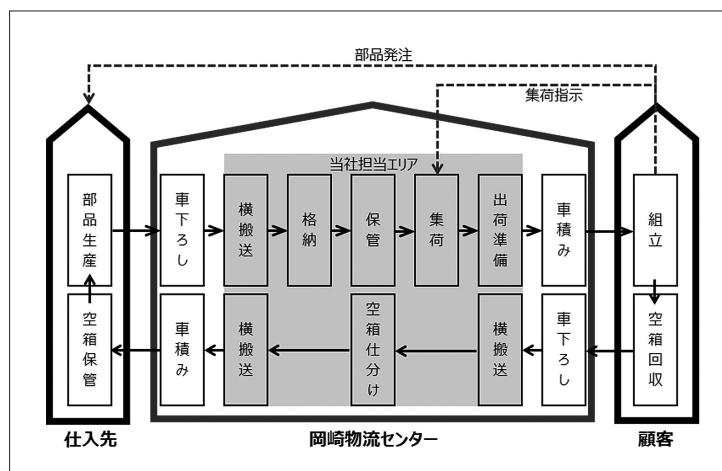 部品発注
集荷指示
当社担当エリア
部品生産
車下ろし
横搬送
格納
保管
集荷
出荷準備
車積み
組立
空箱保管
車積み
横搬送
空箱仕分け
横搬送
車下ろし
空箱回収
仕入先
岡崎物流センター
顧客